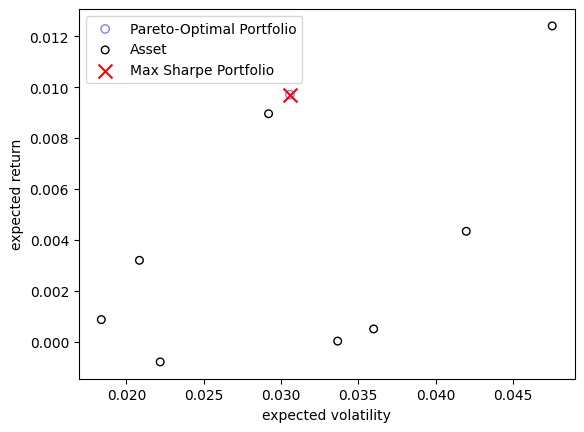 Pareto-Optimal Portfolio
Asset
Max Sharpe Portfolio
0.012
0.010
0.008
0.006
0.004
0.002
0.000
expected return
0.020
0.025
0.030
0.035
0.040
0.045
expected volatility